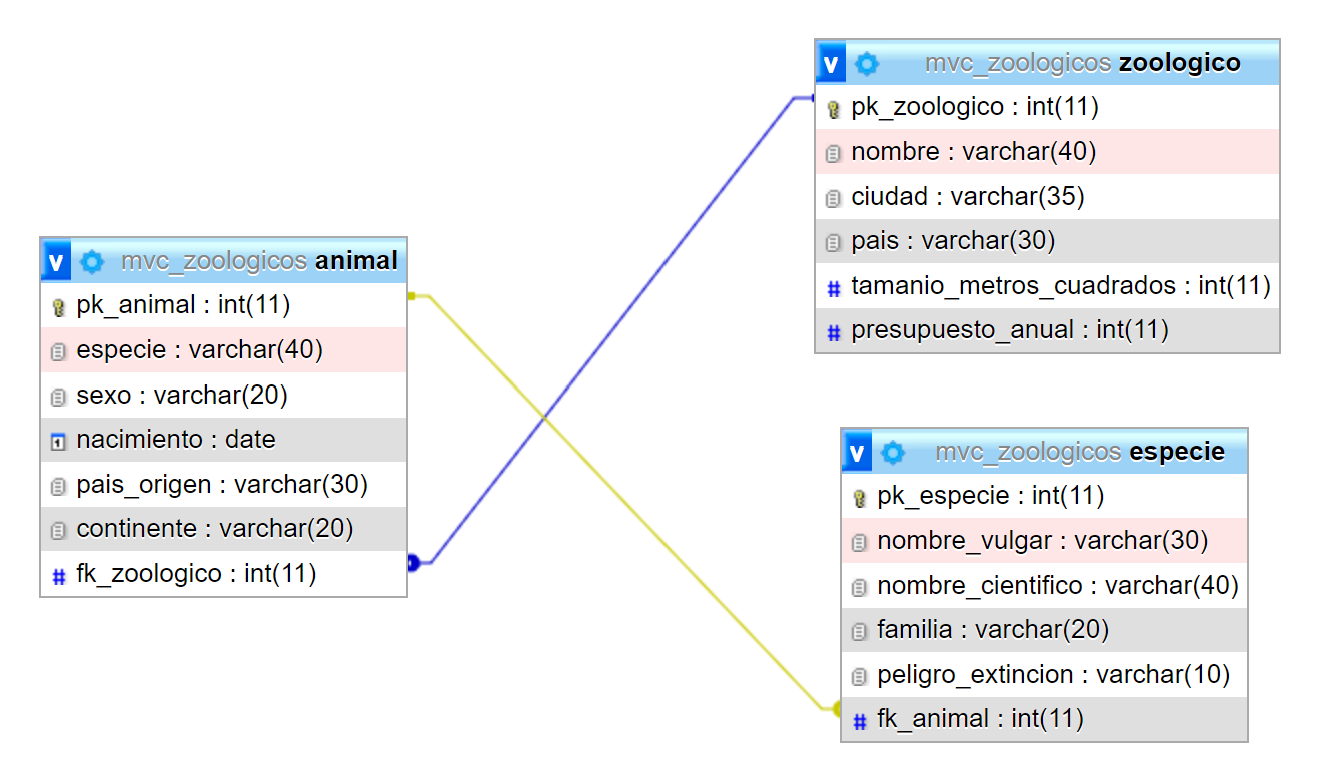 v mvc_zoologicos zoologico
pk_zoologico : int(11)
nombre : varchar(40)
ciudad : varchar(35)
pais : varchar(30)
# tamanio_metros_cuadrados : int(11)
# presupuesto_anual : int(11)
v mvc_zoologicos animal
pk_animal : int(11)
especie : varchar(40)
sexo : varchar(20)
nacimiento : date
pais_origen : varchar(30)
continente : varchar(20)
# fk_zoologico : int(11)
v mvc_zoologicos especie
pk_especie : int(11)
nombre_vulgar : varchar(30)
nombre_cientifico : varchar(40)
familia : varchar(20)
peligro_extincion : varchar(10)
# fk_animal : int(11)